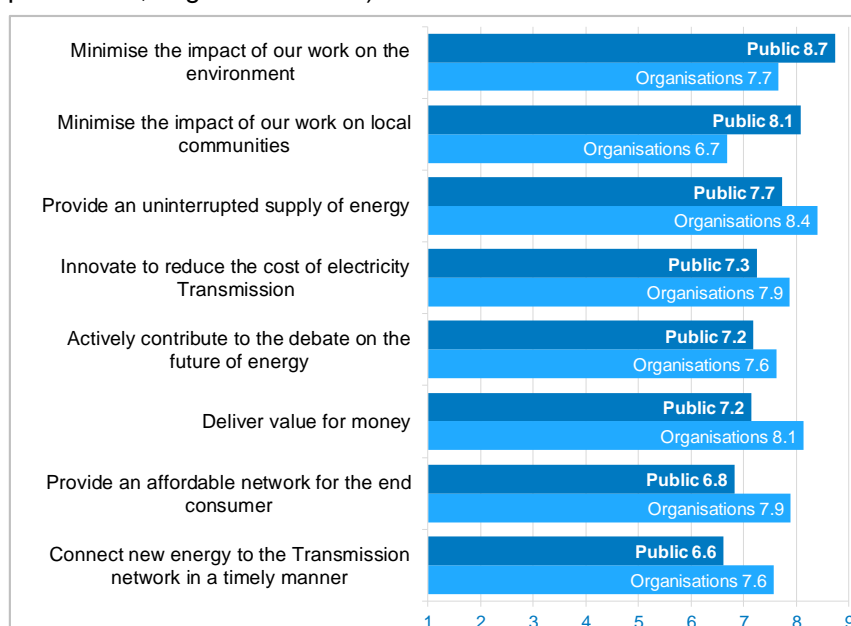 Minimise the impact of our work on the
environment
Public 8.7
Organisations 7.7
Minimise the impact of our work on local
communities
Public 8.1
Organisations 6.7
Provide an uninterrupted supply of energy
Public 7.7
Organisations 8.4
Innovate to reduce the cost of electricity
Transmission
Public 7.3
Organisations 7.9
Actively contribute to the debate on the
future of energy
Public 7.2
Organisations 7.6
Deliver value for money
Public 7.2
Organisations 8.1
Provide an affordable network for the end
consumer
Public 6.8
Organisations 7.9
Connect new energy to the Transmission
network in a timely manner
Public 6.6
Organisations 7.6
1 2 3 4 5 6 7 8 9